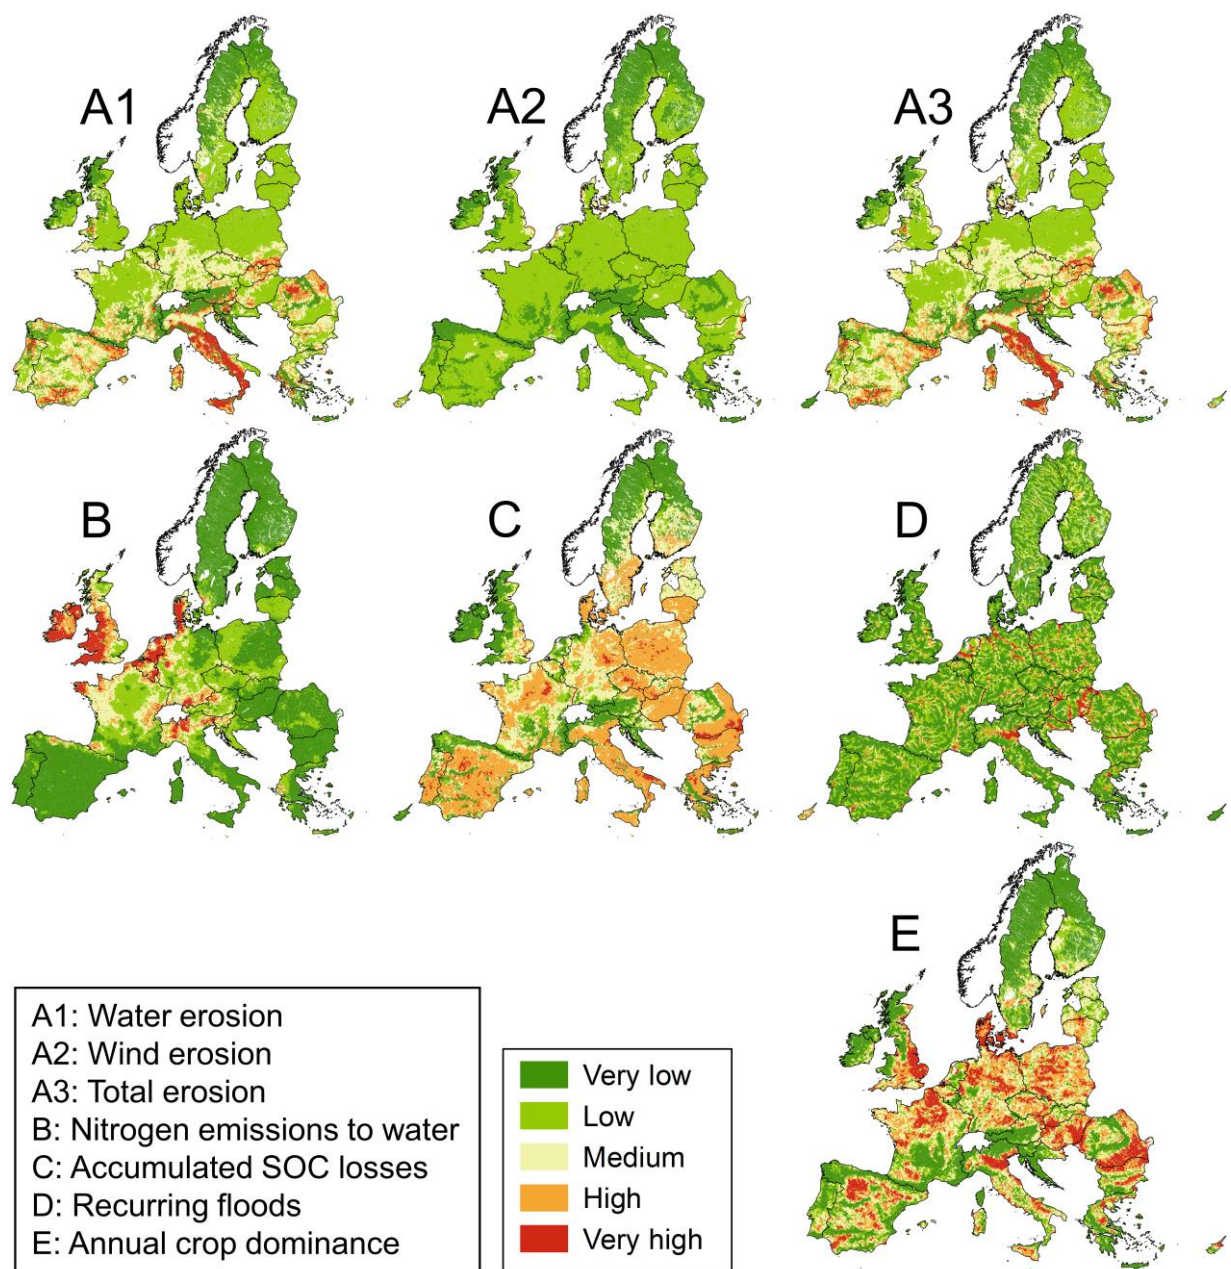 A1
A2
A3
B
C
D
E
A1: Water erosion
A2: Wind erosion
A3: Total erosion
B: Nitrogen emissions to water
C: Accumulated SOC losses
D: Recurring floods
E: Annual crop dominance
Very low
Low
Medium
High
Very high